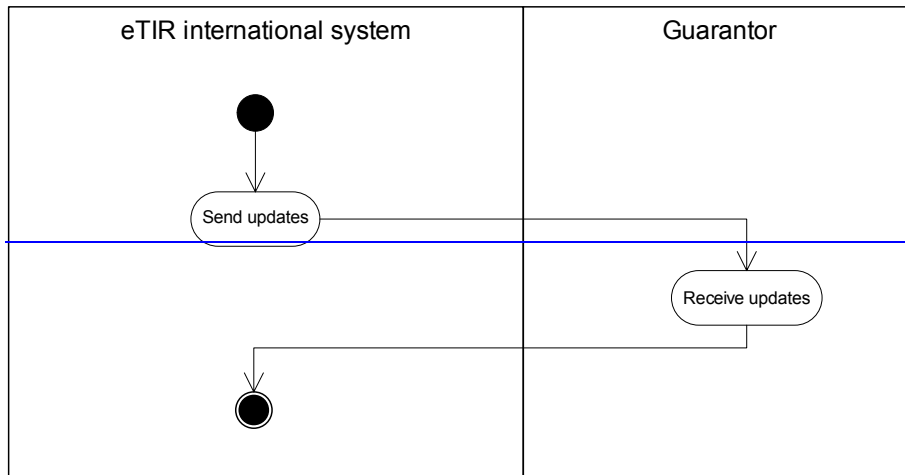 eTIR international system
Guarantor
Send updates
Receive updates